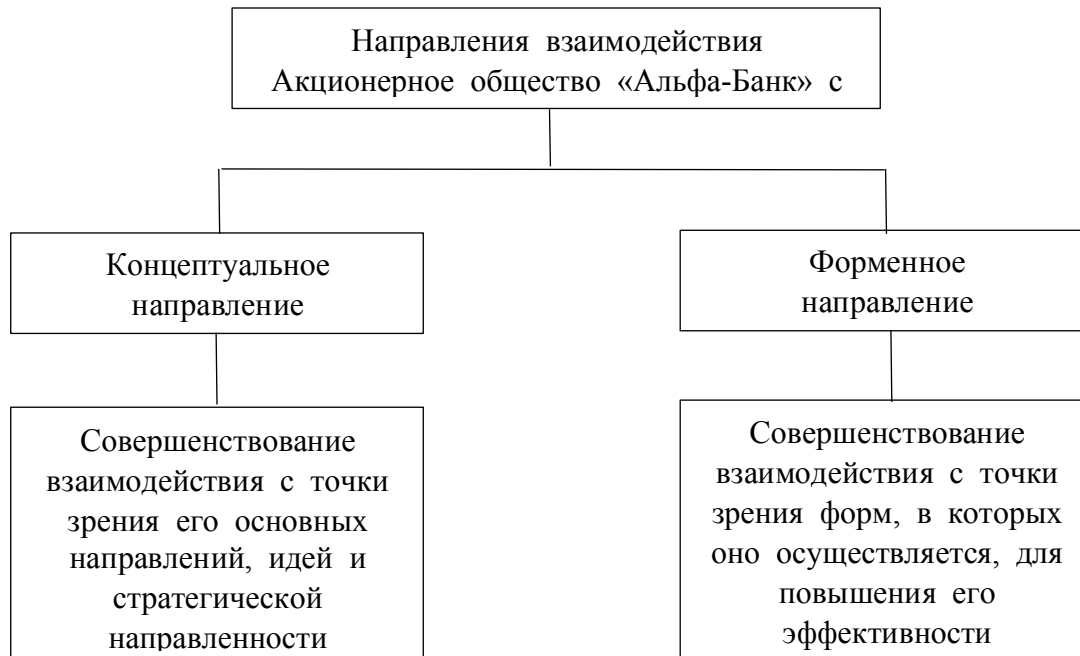 Направления взаимодействия
Акционерное общество «Альфа-Банк» с
Концептуальное
направление
Форменное
направление
Совершенствование
взаимодействия с точки
зрения его основных
направлений, идей и
стратегической
направленности
Совершенствование
взаимодействия с точки
зрения форм, в которых
оно осуществляется, для
повышения его
эффективности